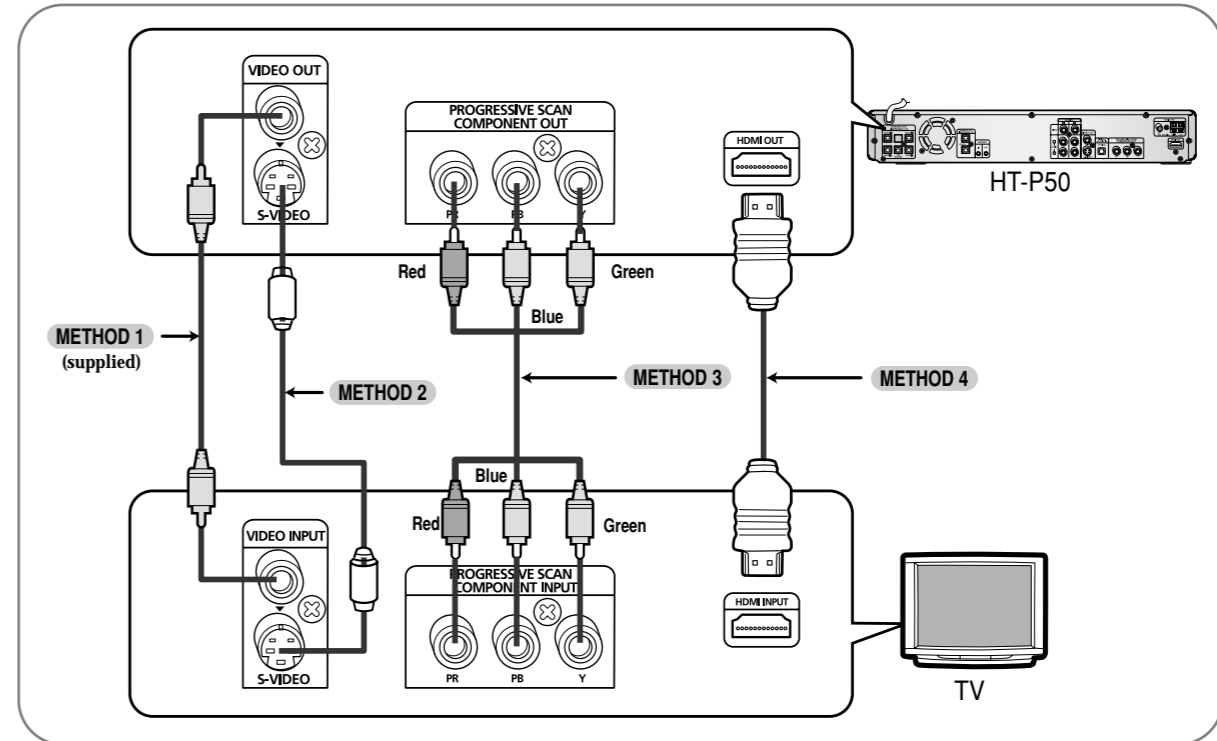 VIDEO OUT
S-VIDEO
PROGRESSIVE SCAN
COMPONENT OUT
PR PB Y
HDMI OUT
HT-P50
Red
Blue
Green
METHOD 1
(supplied)
METHOD 2
METHOD 3
METHOD 4
Blue
Red
Green
VIDEO INPUT
S-VIDEO
PROGRESSIVE SCAN
COMPONENT INPUT
PR PB Y
HDMI INPUT
TV